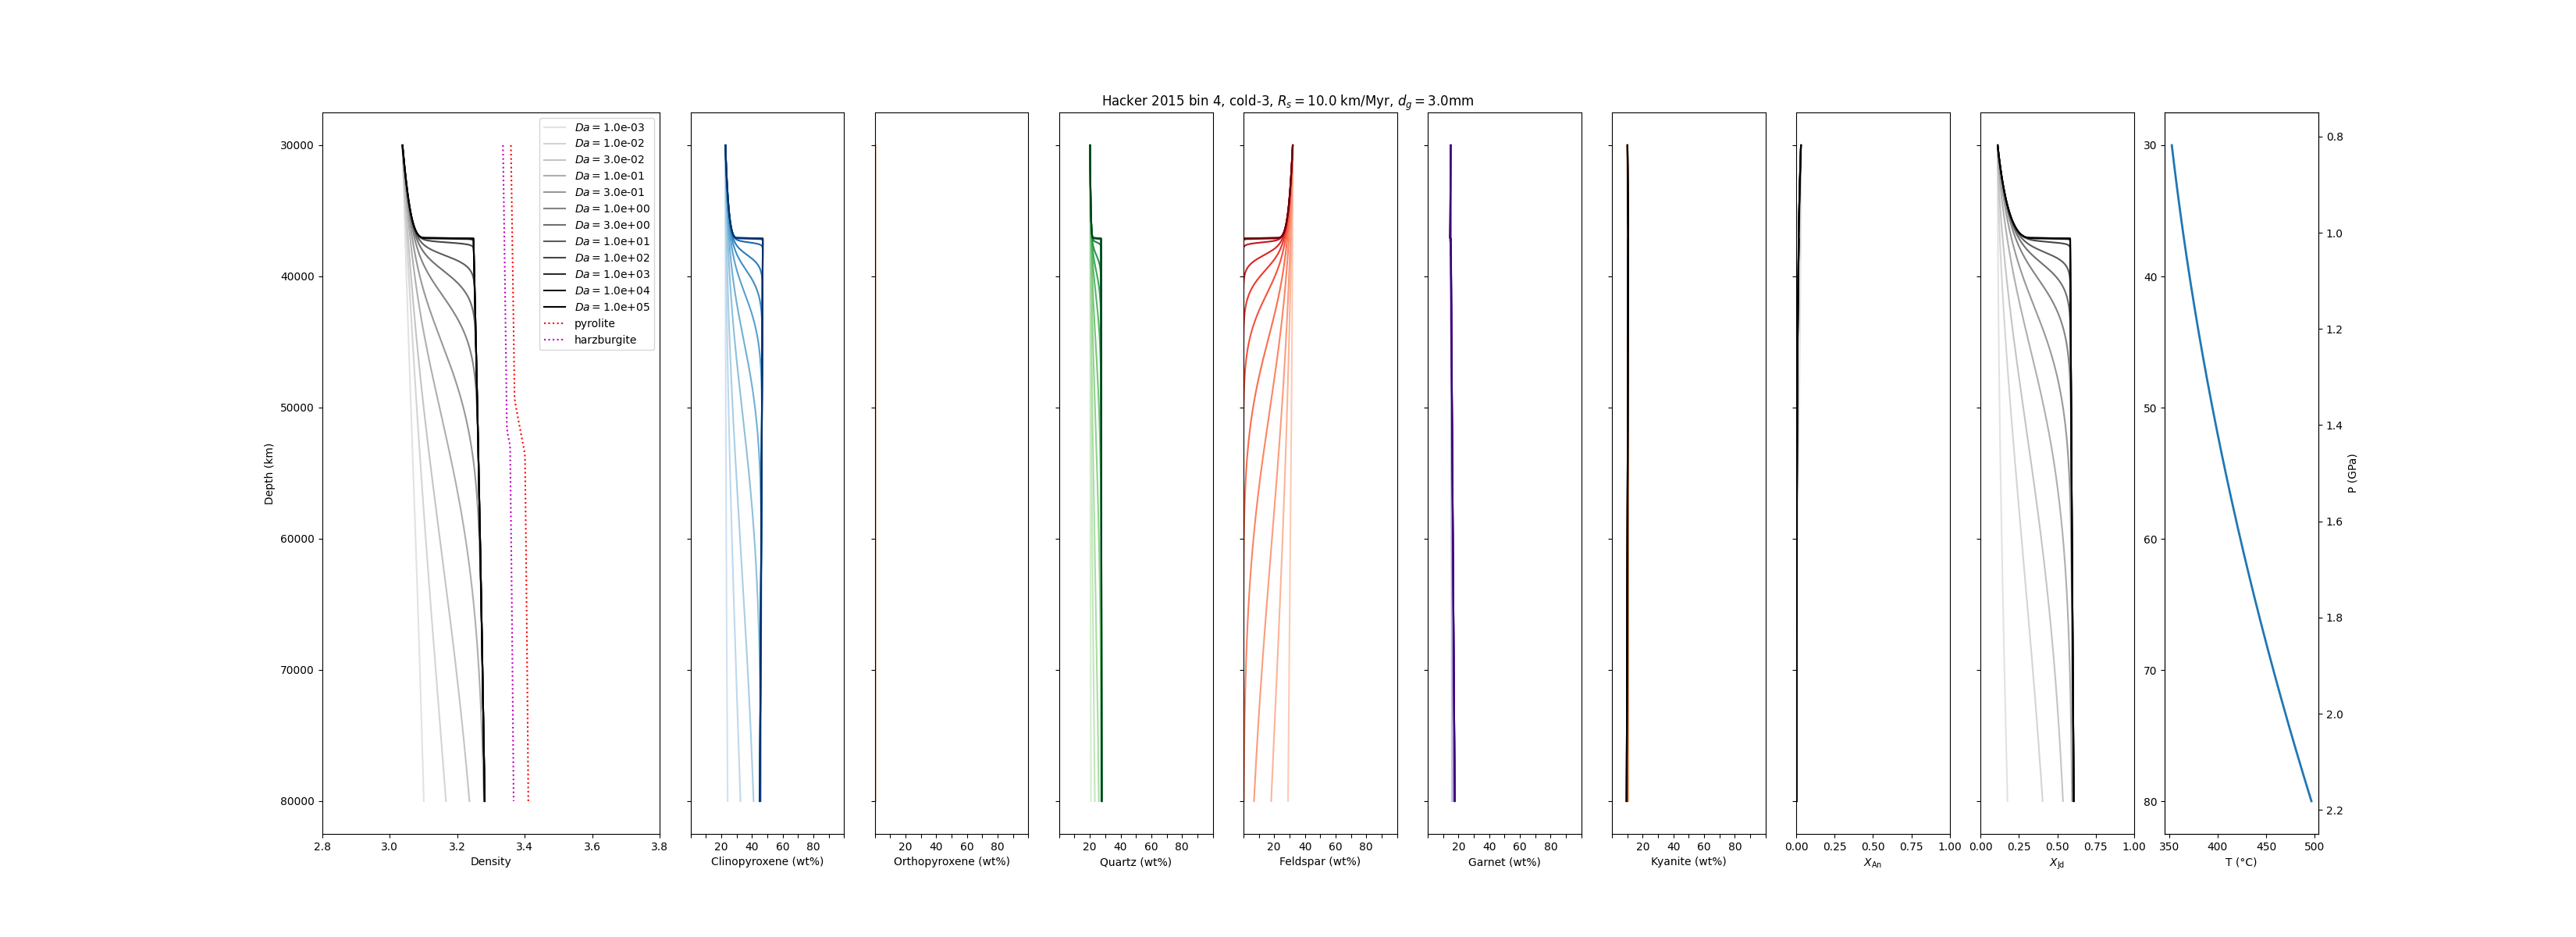 Hacker 2015 bin 4, cold-3, R_s = 10.0 km/Myr, d_g = 3.0mm
Da = 1.0e-03
Da = 1.0e-02
Da = 3.0e-02
Da = 1.0e-01
Da = 3.0e-01
Da = 1.0e+00
Da = 3.0e+00
Da = 1.0e+01
Da = 1.0e+02
Da = 1.0e+03
Da = 1.0e+04
Da = 1.0e+05
pyrolite
harzburgite
Depth (km)
30000
40000
50000
60000
70000
80000
2.8 3.0 3.2 3.4 3.6 3.8
Density
20 40 60 80
Clinopyroxene (wt%)
20 40 60 80
Orthopyroxene (wt%)
20 40 60 80
Quartz (wt%)
20 40 60 80
Feldspar (wt%)
20 40 60 80
Garnet (wt%)
20 40 60 80
Kyanite (wt%)
0.00 0.25 0.50 0.75 1.00
X_An
0.00 0.25 0.50 0.75 1.00
X_Jd
30
40
50
60
70
80
350 400 450 500
T (°C)
0.8
1.0
1.2
1.4
1.6
1.8
2.0
2.2
P (GPa)